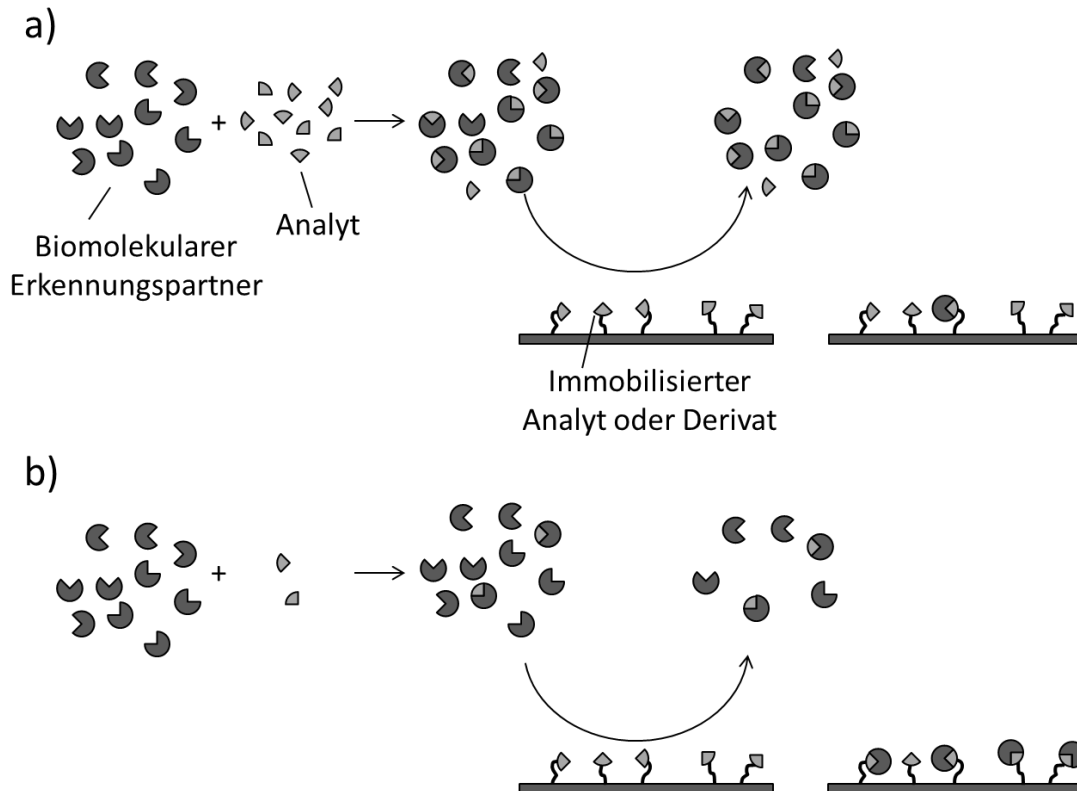 a)
+
Analyt
Biomolekularer
Erkennungspartner
Immobilisierter
Analyt oder Derivat
b)
+